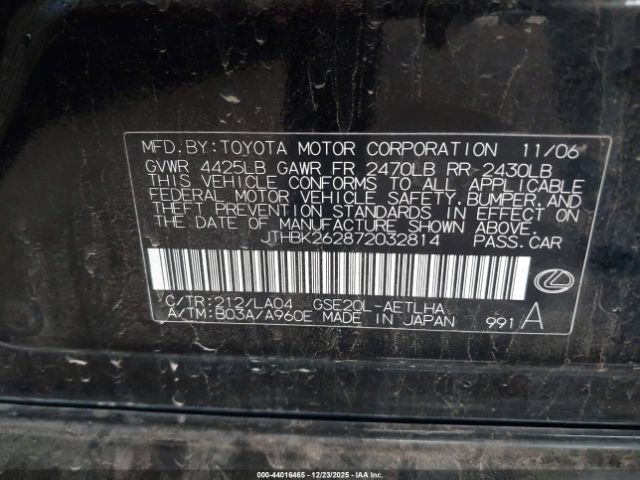 MFD. BY: TOYOTA MOTOR CORPORATION 11/06
GVWR 4425LB GAWR FR 2470LB RR 2430LB
THIS VEHICLE CONFORMS TO ALL APPLICABLE
FEDERAL MOTOR VEHICLE SAFETY, BUMPER, AND
THEFT PREVENTION STANDARDS IN EFFECT ON
THE DATE OF MANUFACTURE SHOWN ABOVE.
JTHBK262872032814 PASS. CAR
C/TR: 212/LA04 GSE20L-AETLHA
A/TM: B03A/A960E MADE IN JAPAN 991 A
000-44016465 - 12/23/2025 - IAAI Copyright